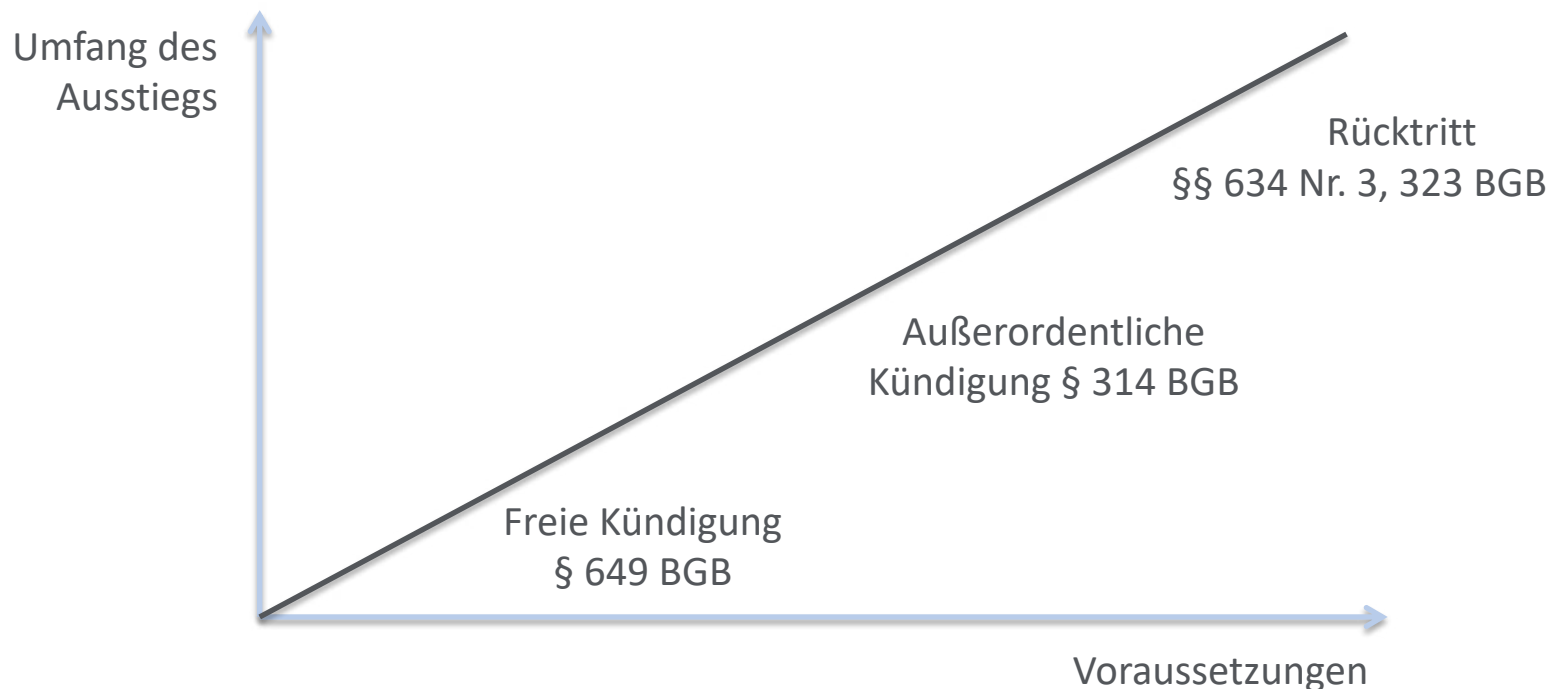 Umfang des
Ausstiegs
Rücktritt
§§ 634 Nr. 3, 323 BGB
Außerordentliche
Kündigung § 314 BGB
Freie Kündigung
§ 649 BGB
Voraussetzungen